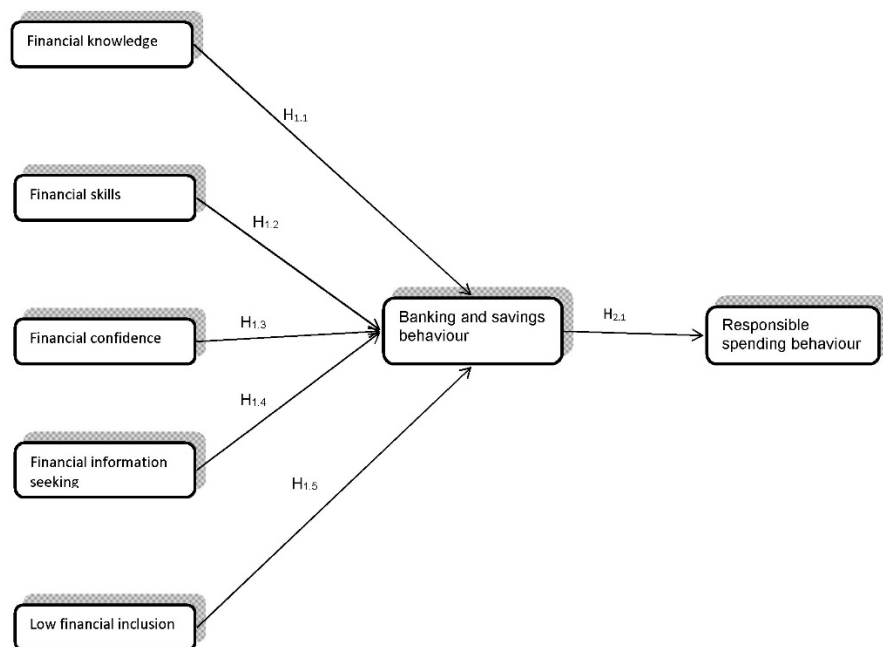 Financial knowledge
H1.1
Financial skills
H1.2
Financial confidence
H1.3
Banking and savings
behaviour
H2.1
Responsible
spending behaviour
H1.4
Financial information
seeking
H1.5
Low financial inclusion